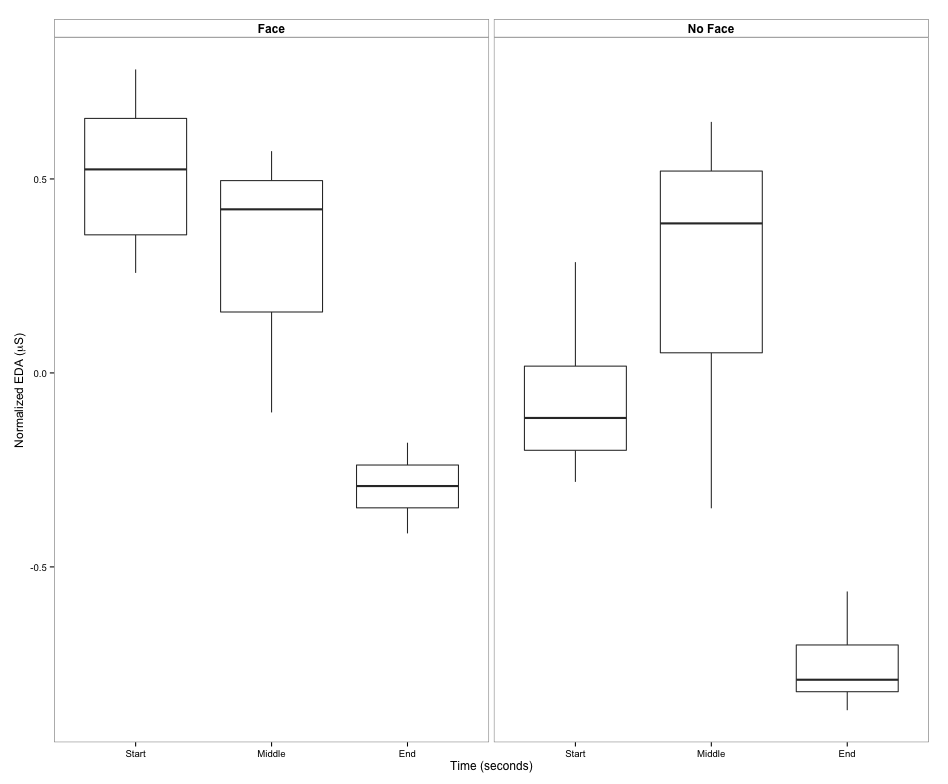 Face
No Face
Normalized EDA (μS)
0.5
0.0
-0.5
Start
Middle
End
Start
Middle
End
Time (seconds)